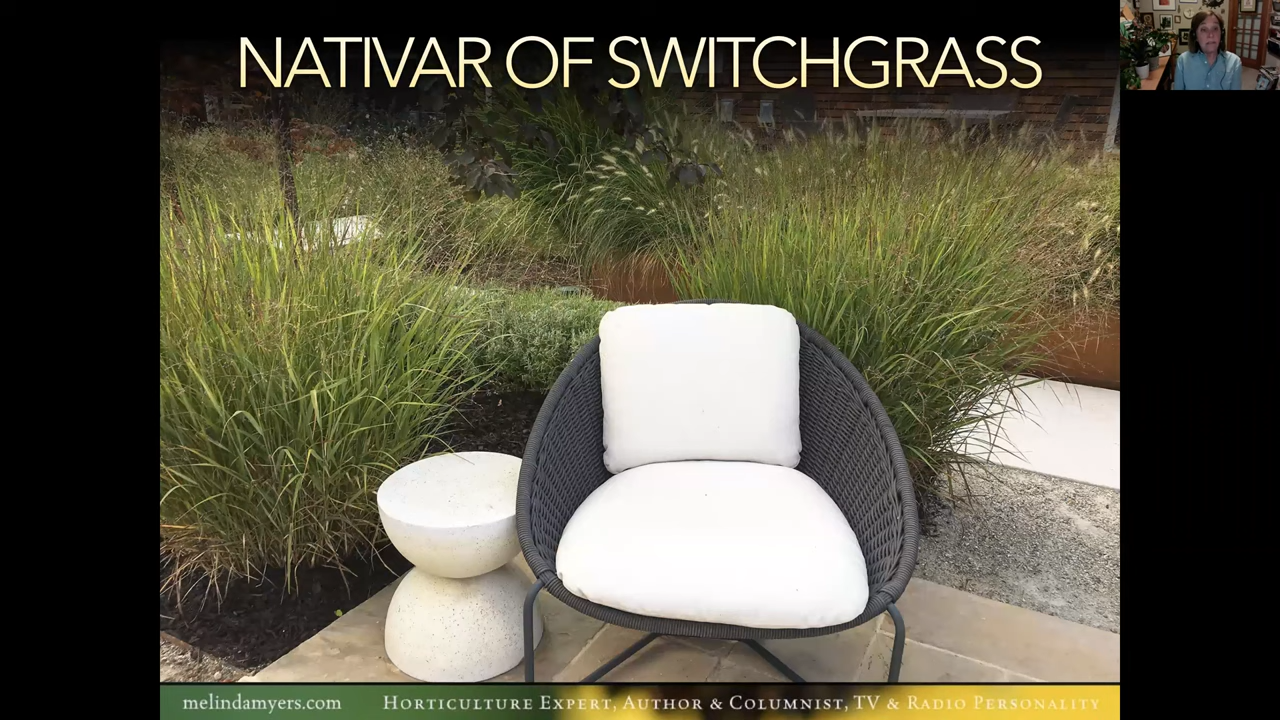 NATIVAR OF SWITCHGRASS
melindamyers.com HORTICULTURE EXPERT, AUTHOR & COLUMNIST, TV & RADIO PERSONALITY